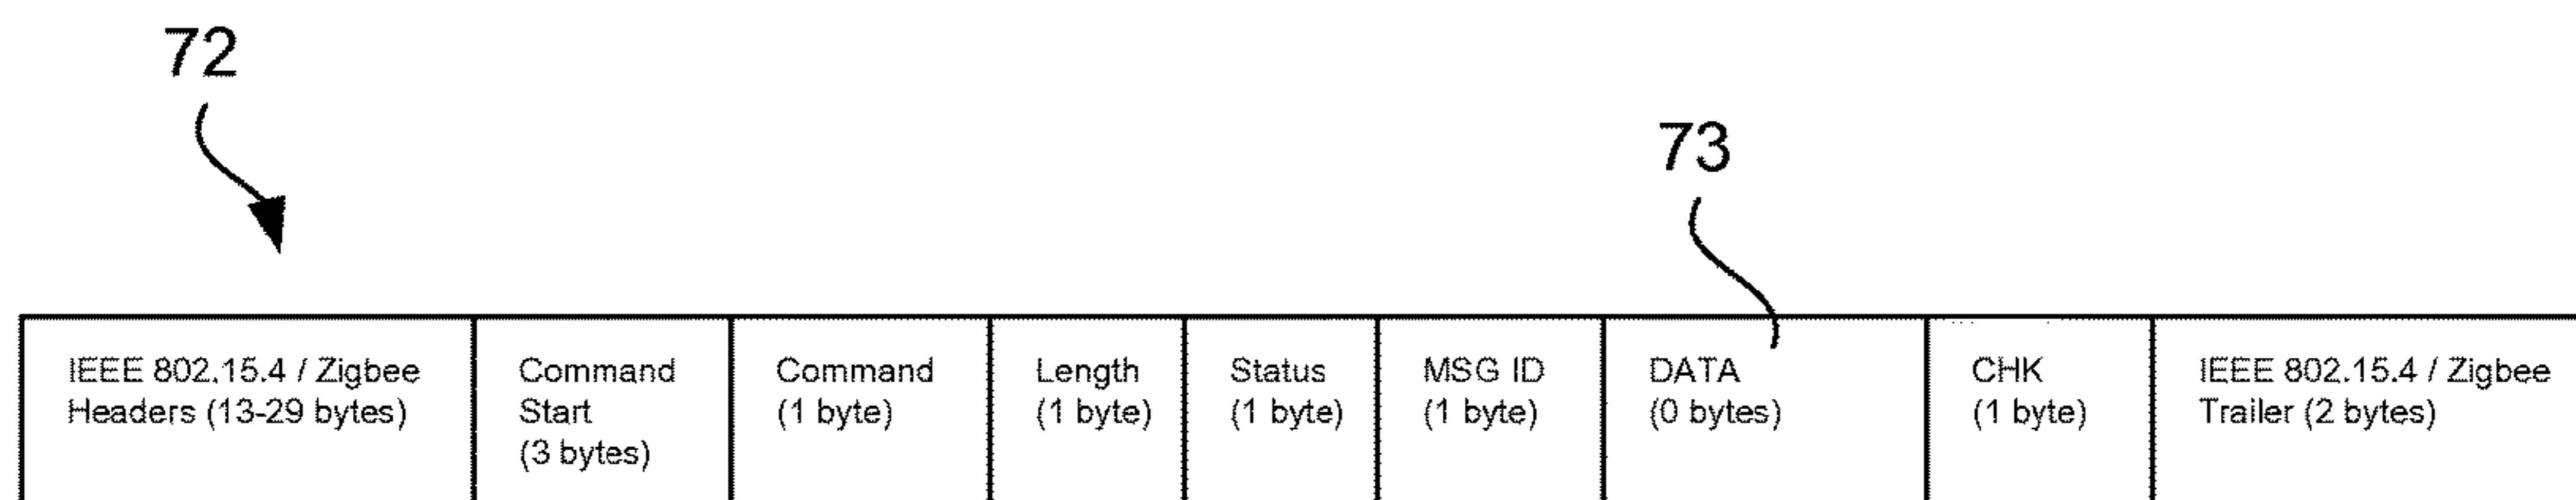 72
73
IEEE 802.15.4 / Zigbee
Headers (13-29 bytes)
Command
Start
(3 bytes)
Command
(1 byte)
Length
(1 byte)
Status
(1 byte)
MSG ID
(1 byte)
DATA
(0 bytes)
CHK
(1 byte)
IEEE 802.15.4 / Zigbee
Trailer (2 bytes)